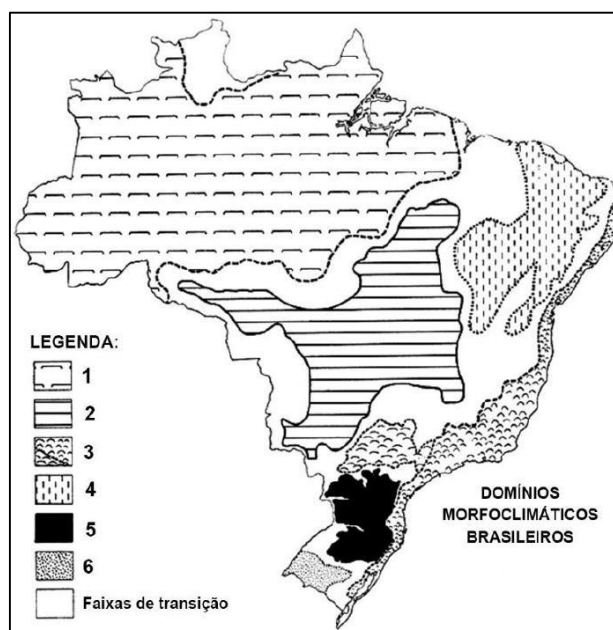 LEGENDA:
1
2
3
4
5
6
Faixas de transição
DOMÍNIOS
MORFOCLIMÁTICOS
BRASILEIROS